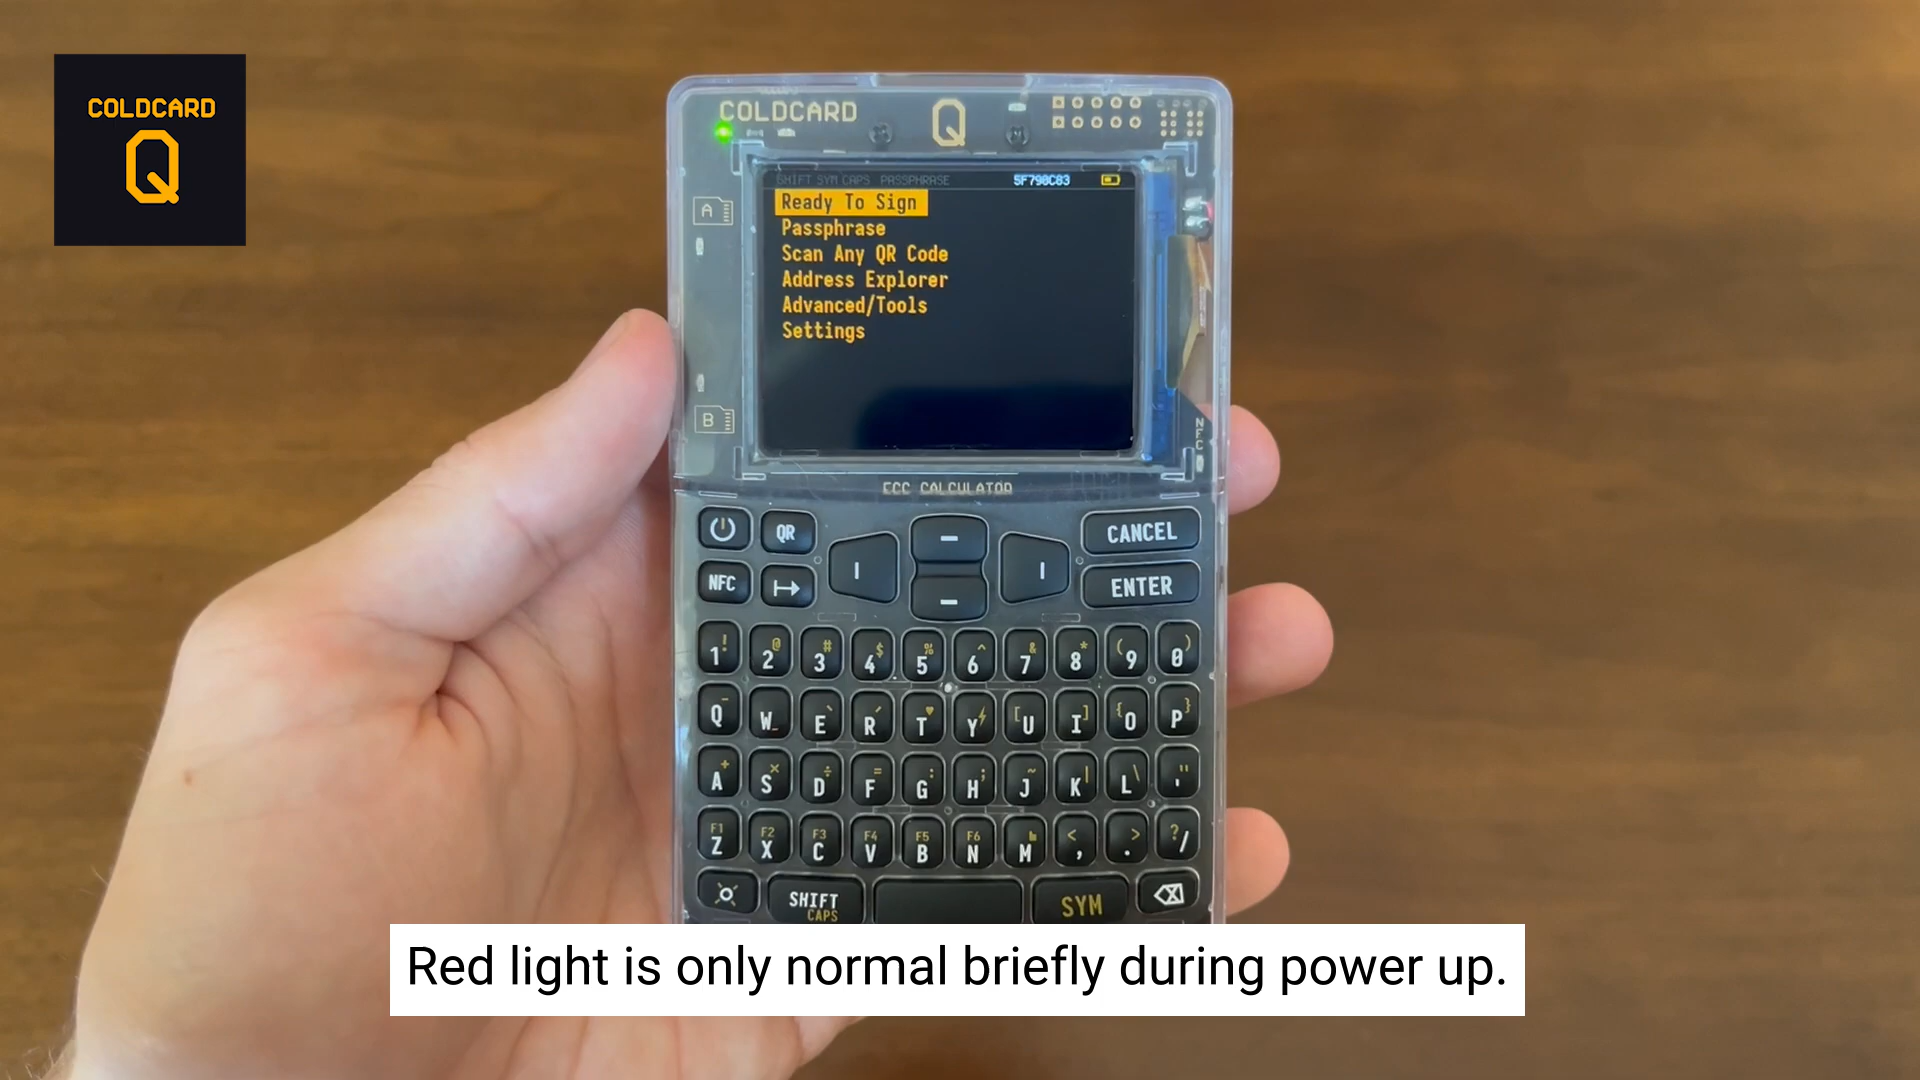 COLDCARD
Q
COLDCARD Q
SHIFT SYM CAPS PASSPHRASE 5F790C83
Ready To Sign
Passphrase
Scan Any QR Code
Address Explorer
Advanced/Tools
Settings
A
B
NFC
ECC CALCULATOR
QR
CANCEL
NFC
ENTER
1 ! 2 @ 3 # 4 $ 5 % 6 ^ 7 & 8 * 9 ( 0 )
Q - W _ E ` R ´ T ♥ Y ⚡ U [ I ] O { P }
A + S × D ÷ F = G : H ; J ~ K | L \ ' "
F1 Z F2 X F3 C F4 V F5 B F6 N M < , > . ? /
SHIFT
CAPS
SYM
Red light is only normal briefly during power up.